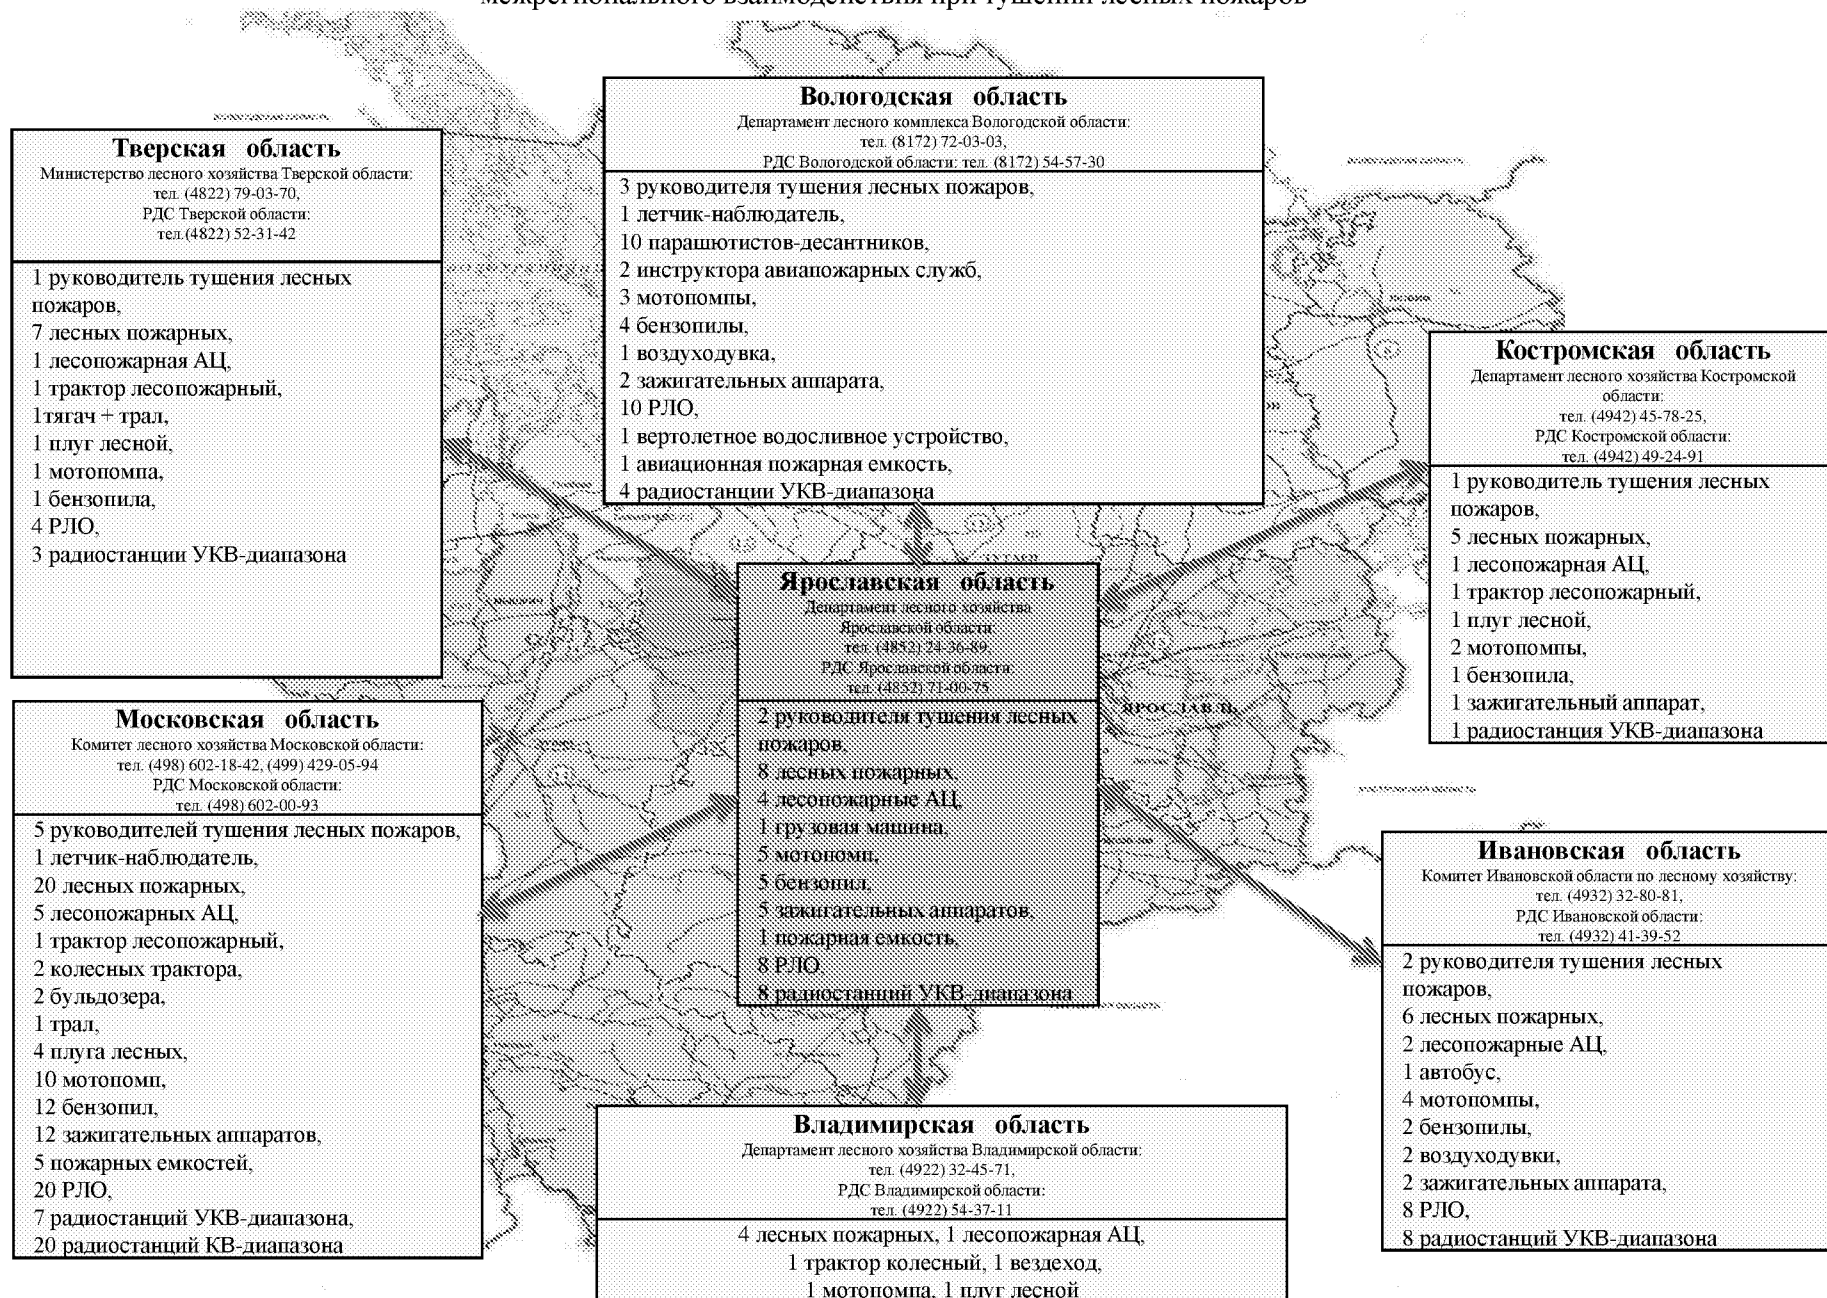 межрегионального взаимодействия при тушении лесных пожаров
Вологодская область
Департамент лесного комплекса Вологодской области:
тел. (8172) 72-03-03,
РДС Вологодской области: тел. (8172) 54-57-30
3 руководителя тушения лесных пожаров,
1 летчик-наблюдатель,
10 парашютистов-десантников,
2 инструктора авиапожарных служб,
3 мотопомпы,
4 бензопилы,
1 воздуходувка,
2 зажигательных аппарата,
10 РЛО,
1 вертолетное водосливное устройство,
1 авиационная пожарная емкость,
4 радиостанции УКВ-диапазона
Тверская область
Министерство лесного хозяйства Тверской области:
тел. (4822) 79-03-70,
РДС Тверской области:
тел.(4822) 52-31-42
1 руководитель тушения лесных
пожаров,
7 лесных пожарных,
1 лесопожарная АЦ,
1 трактор лесопожарный,
1тягач + трал,
1 плуг лесной,
1 мотопомпа,
1 бензопила,
4 РЛО,
3 радиостанции УКВ-диапазона
Костромская область
Департамент лесного хозяйства Костромской
области:
тел. (4942) 45-78-25,
РДС Костромской области:
тел. (4942) 49-24-91
1 руководитель тушения лесных
пожаров,
5 лесных пожарных,
1 лесопожарная АЦ,
1 трактор лесопожарный,
1 плуг лесной,
2 мотопомпы,
1 бензопила,
1 зажигательный аппарат,
1 радиостанция УКВ-диапазона
Ярославская область
Департамент лесного хозяйства
Ярославской области:
тел. (4852) 24-36-89,
РДС Ярославской области:
тел. (4852) 71-00-75
2 руководителя тушения лесных
пожаров,
8 лесных пожарных,
4 лесопожарные АЦ,
1 грузовая машина,
5 мотопомп,
5 бензопил,
5 зажигательных аппаратов,
1 пожарная емкость,
8 РЛО,
8 радиостанций УКВ-диапазона
ЯРОСЛАВЛЬ
Московская область
Комитет лесного хозяйства Московской области:
тел. (498) 602-18-42, (499) 429-05-94
РДС Московской области:
тел. (498) 602-00-93
5 руководителей тушения лесных пожаров,
1 летчик-наблюдатель,
20 лесных пожарных,
5 лесопожарных АЦ,
1 трактор лесопожарный,
2 колесных трактора,
2 бульдозера,
1 трал,
4 плуга лесных,
10 мотопомп,
12 бензопил,
12 зажигательных аппаратов,
5 пожарных емкостей,
20 РЛО,
7 радиостанций УКВ-диапазона,
20 радиостанций КВ-диапазона
Ивановская область
Комитет Ивановской области по лесному хозяйству:
тел. (4932) 32-80-81,
РДС Ивановской области:
тел. (4932) 41-39-52
2 руководителя тушения лесных
пожаров,
6 лесных пожарных,
2 лесопожарные АЦ,
1 автобус,
4 мотопомпы,
2 бензопилы,
2 воздуходувки,
2 зажигательных аппарата,
8 РЛО,
8 радиостанций УКВ-диапазона
Владимирская область
Департамент лесного хозяйства Владимирской области:
тел. (4922) 32-45-71,
РДС Владимирской области:
тел. (4922) 54-37-11
4 лесных пожарных, 1 лесопожарная АЦ,
1 трактор колесный, 1 вездеход,
1 мотопомпа, 1 плуг лесной